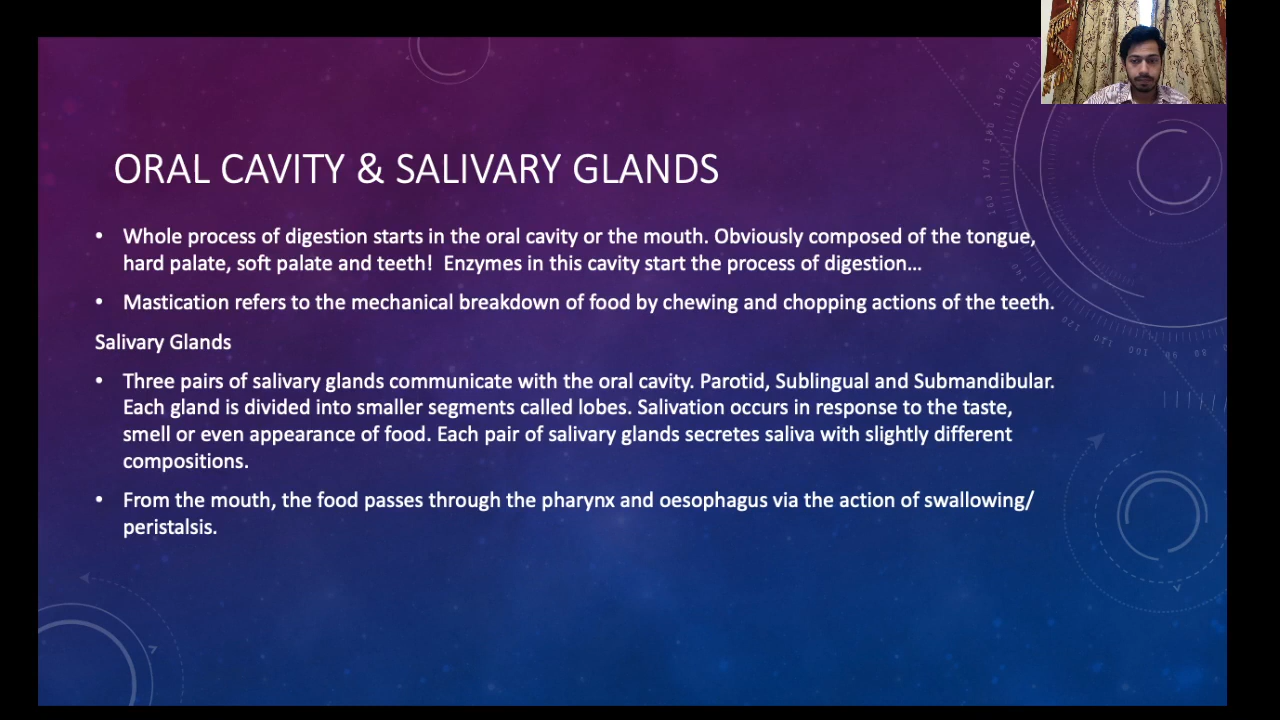 ORAL CAVITY & SALIVARY GLANDS
• Whole process of digestion starts in the oral cavity or the mouth. Obviously composed of the tongue,
hard palate, soft palate and teeth!  Enzymes in this cavity start the process of digestion...
• Mastication refers to the mechanical breakdown of food by chewing and chopping actions of the teeth.
Salivary Glands
• Three pairs of salivary glands communicate with the oral cavity. Parotid, Sublingual and Submandibular.
Each gland is divided into smaller segments called lobes. Salivation occurs in response to the taste,
smell or even appearance of food. Each pair of salivary glands secretes saliva with slightly different
compositions.
• From the mouth, the food passes through the pharynx and oesophagus via the action of swallowing/
peristalsis.